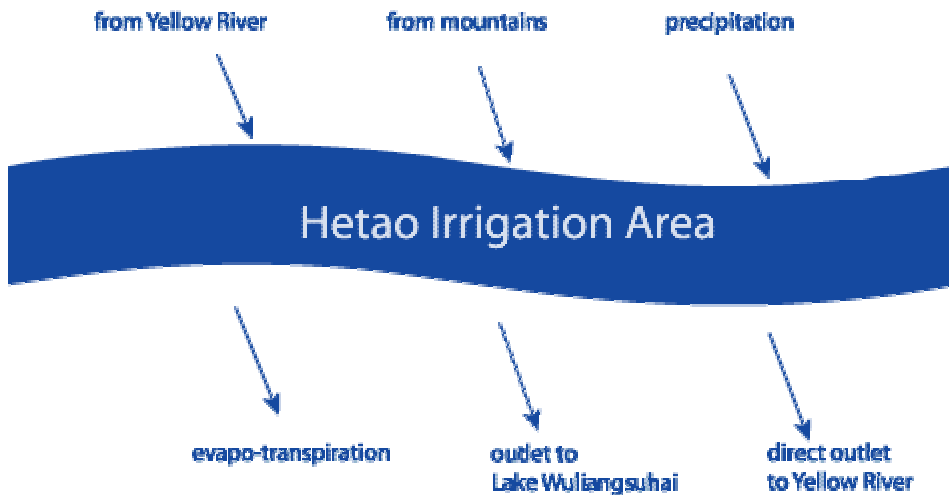 from Yellow River
from mountains
precipitation
Hetao Irrigation Area
evapo-transpiration
outlet to
Lake Wuliangsuhai
direct outlet
to Yellow River